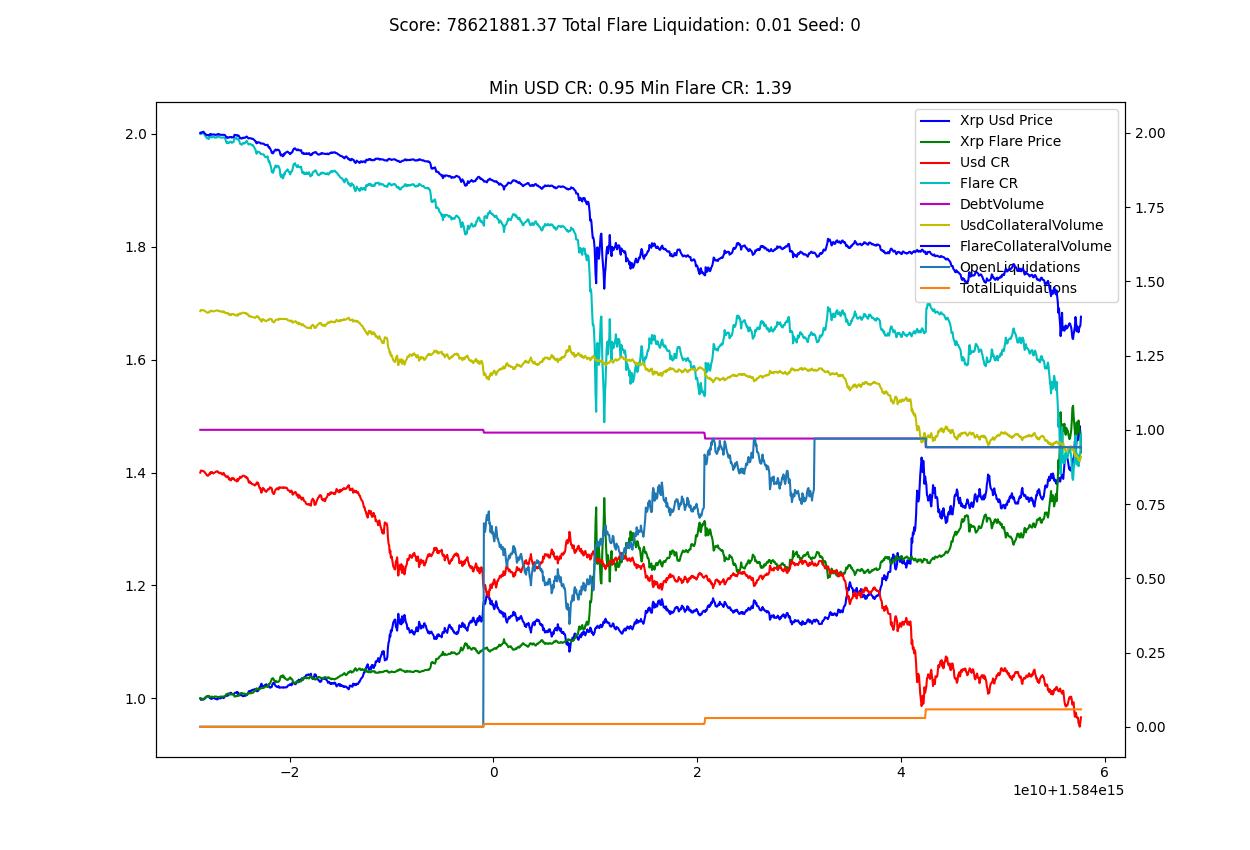 Score: 78621881.37 Total Flare Liquidation: 0.01 Seed: 0
Min USD CR: 0.95 Min Flare CR: 1.39
Xrp Usd Price
Xrp Flare Price
Usd CR
Flare CR
DebtVolume
UsdCollateralVolume
FlareCollateralVolume
OpenLiquidations
TotalLiquidations
2.0
1.8
1.6
1.4
1.2
1.0
2.00
1.75
1.50
1.25
1.00
0.75
0.50
0.25
0.00
−2
0
2
4
6
1e10+1.584e15